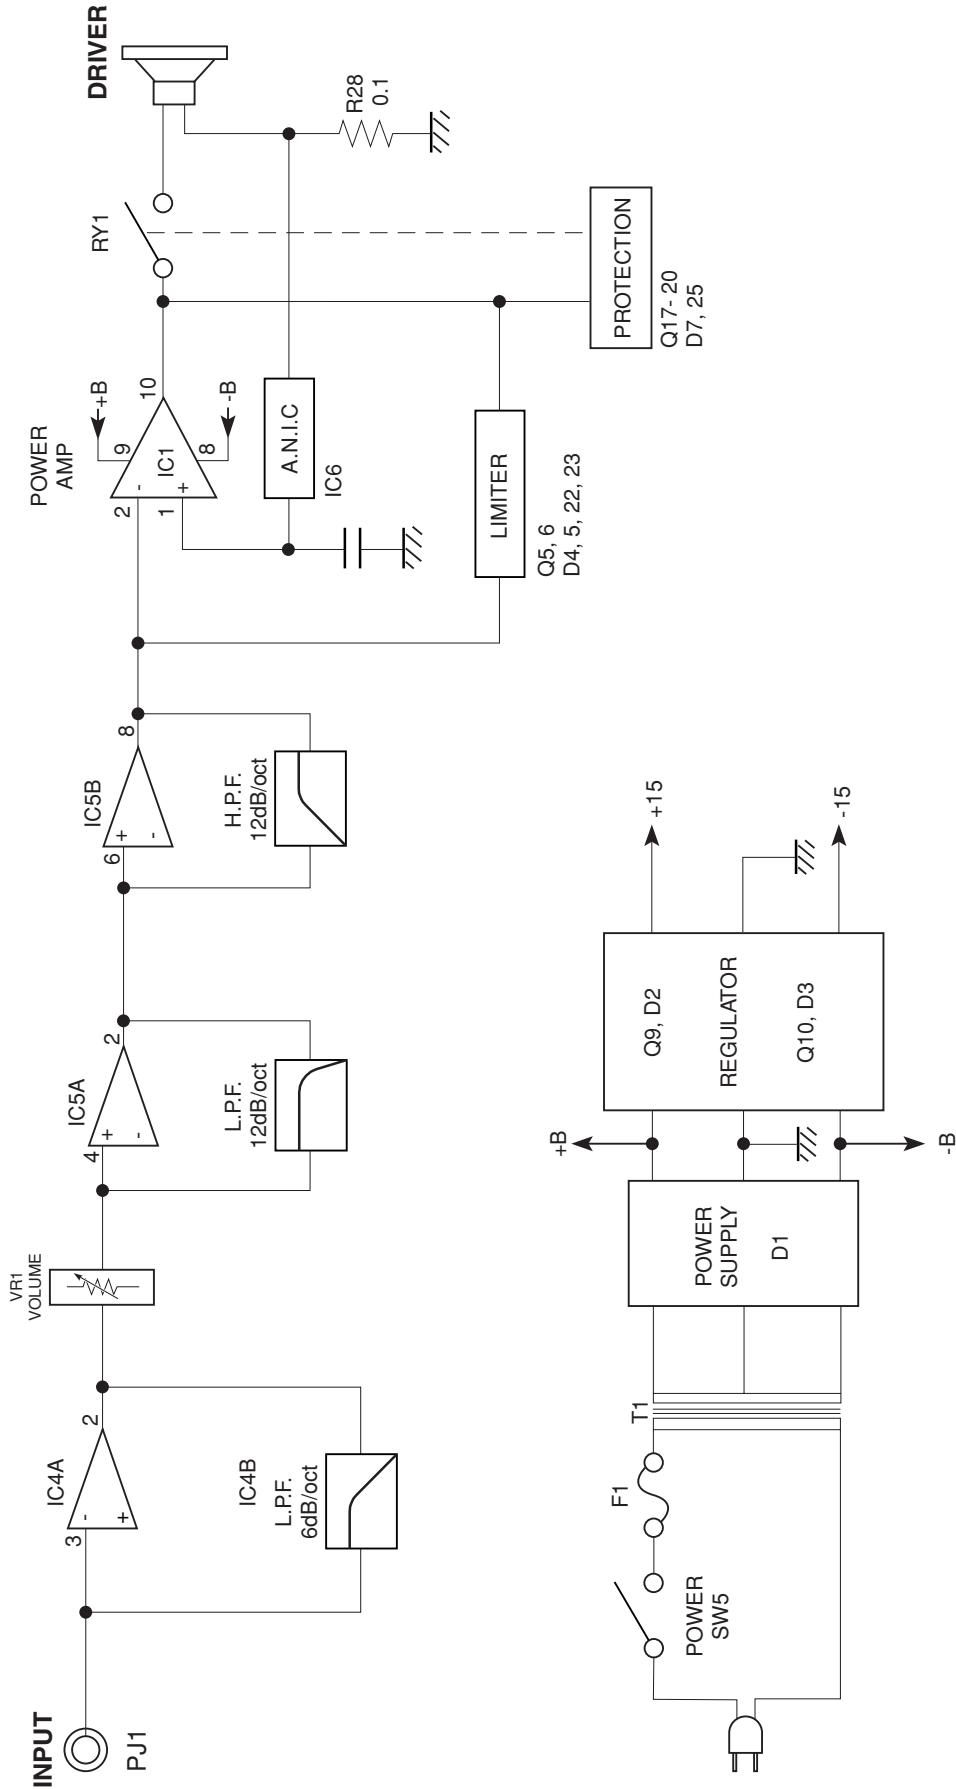 INPUT
PJ1
3
-
+
IC4A
2
IC4B
L.P.F.
6dB/oct
VR1
VOLUME
4
+
-
IC5A
2
L.P.F.
12dB/oct
6
+
-
IC5B
8
H.P.F.
12dB/oct
POWER
AMP
2
-
1
+
IC1
9
+B
8
-B
10
A.N.I.C
IC6
LIMITER
Q5, 6
D4, 5, 22, 23
RY1
PROTECTION
Q17- 20
D7, 25
DRIVER
R28
0.1
POWER
SW5
F1
T1
POWER
SUPPLY
D1
+B
-B
Q9, D2
REGULATOR
Q10, D3
+15
-15